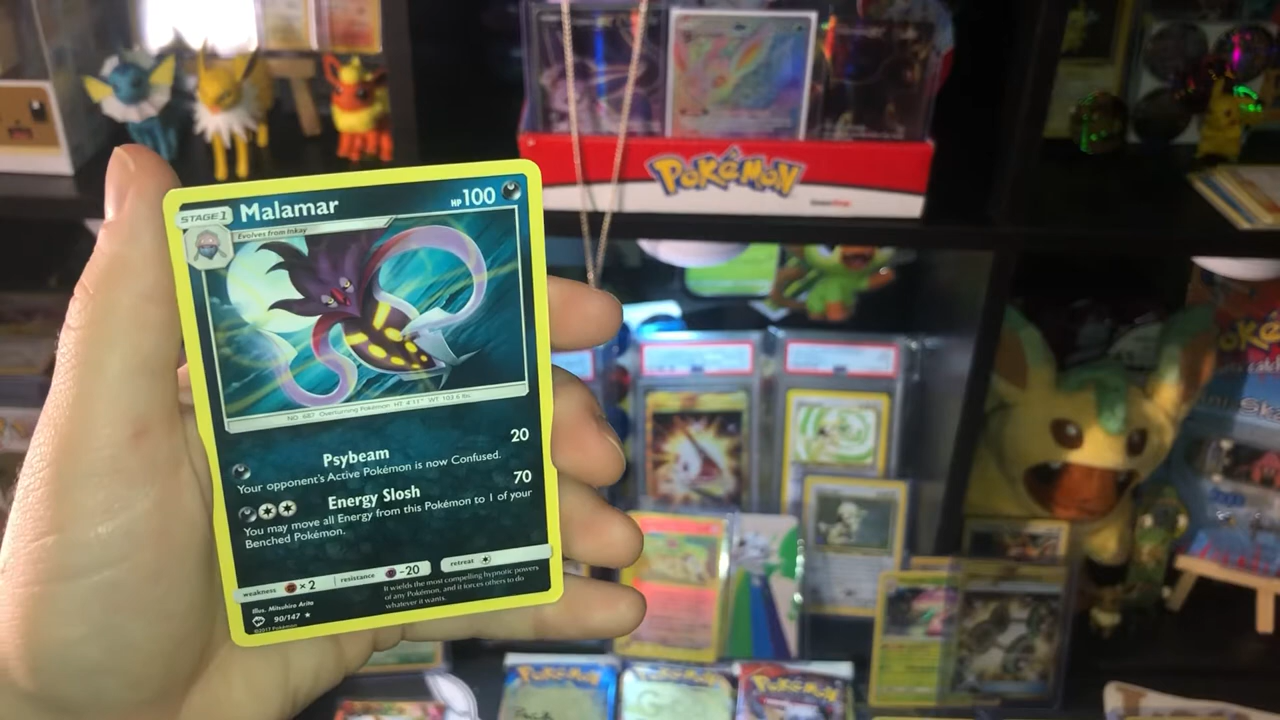 POKÉMON
STAGE 1 Malamar HP 100
Evolves from Inkay
NO. 687 Overturning Pokémon HT: 4'11" WT: 103.6 lbs.
Psybeam 20
Your opponent's Active Pokémon is now Confused.
Energy Slosh 70
You may move all Energy from this Pokémon to 1 of your
Benched Pokémon.
weakness ×2 resistance -20 retreat
It wields the most compelling hypnotic powers
of any Pokémon, and it forces others to do
whatever it wants.
Illus. Mitsuhiro Arita
90/147 ★
©2017 Pokémon
Pokémon
Pokémon